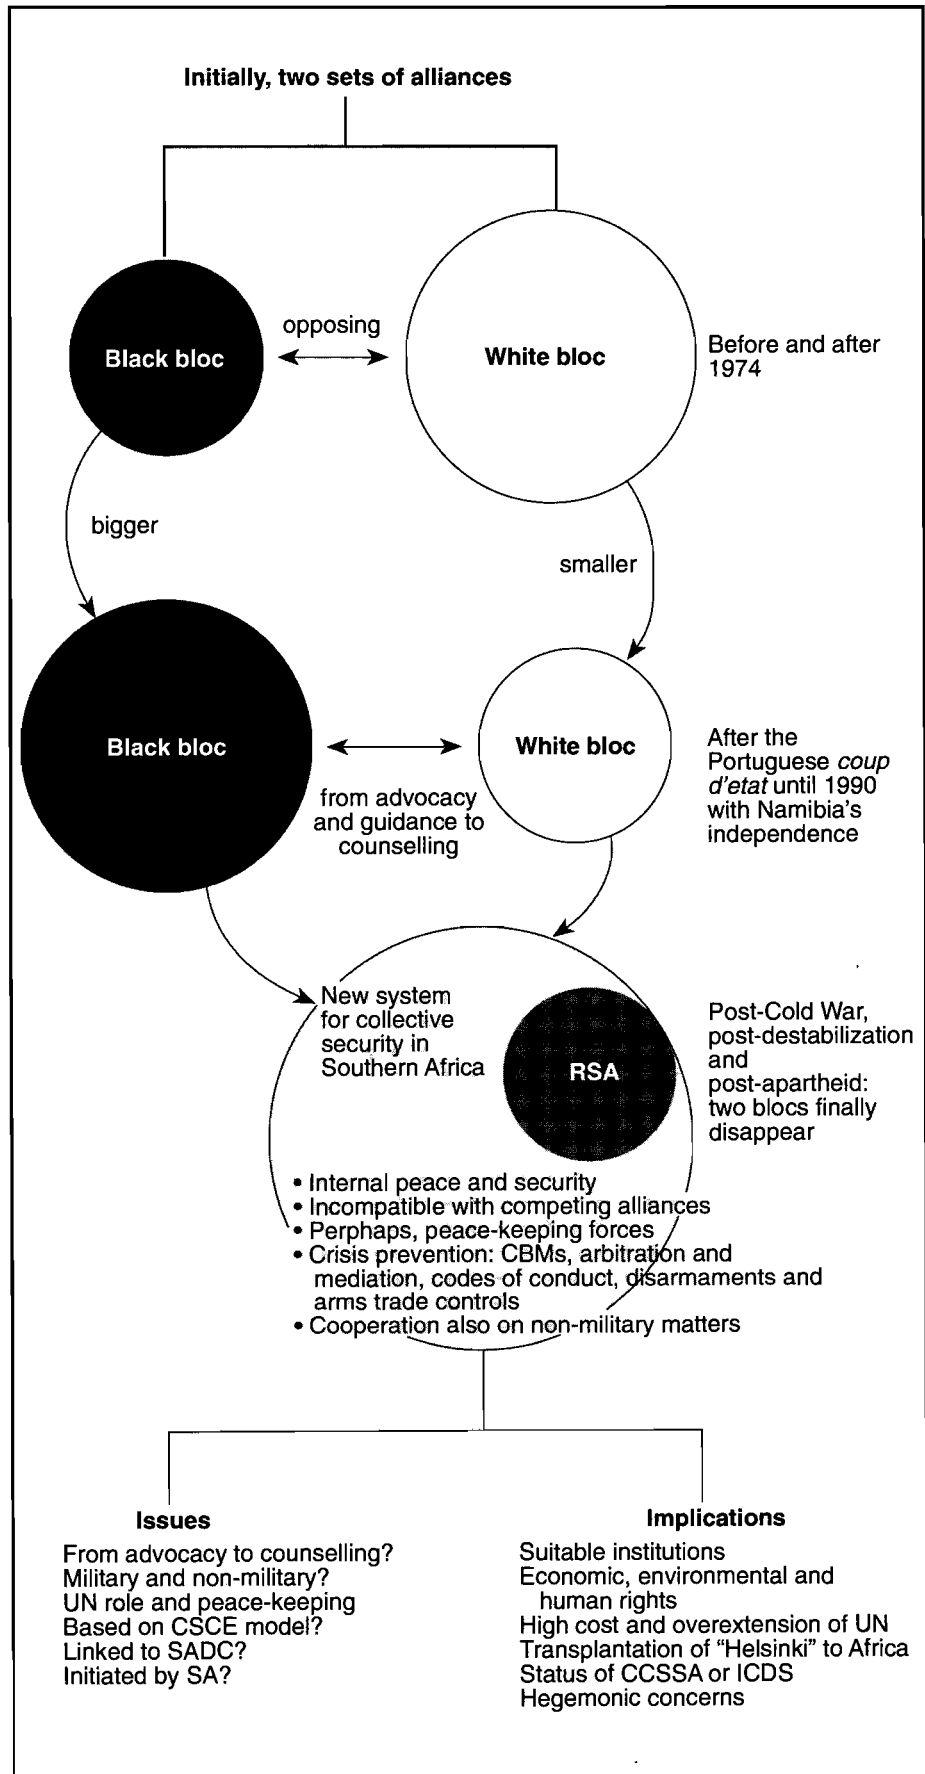 Initially, two sets of alliances
opposing
Black bloc
White bloc
Before and after
1974
bigger
smaller
Black bloc
White bloc
from advocacy
and guidance to
counselling
After the
Portuguese coup
d'etat until 1990
with Namibia's
independence
New system
for collective
security in
Southern Africa
RSA
Post-Cold War,
post-destabilization
and
post-apartheid:
two blocs finally
disappear
• Internal peace and security
• Incompatible with competing alliances
• Perphaps, peace-keeping forces
• Crisis prevention: CBMs, arbitration and
mediation, codes of conduct, disarmaments and
arms trade controls
• Cooperation also on non-military matters
Issues
From advocacy to counselling?
Military and non-military?
UN role and peace-keeping
Based on CSCE model?
Linked to SADC?
Initiated by SA?
Implications
Suitable institutions
Economic, environmental and
human rights
High cost and overextension of UN
Transplantation of “Helsinki” to Africa
Status of CCSSA or ICDS
Hegemonic concerns